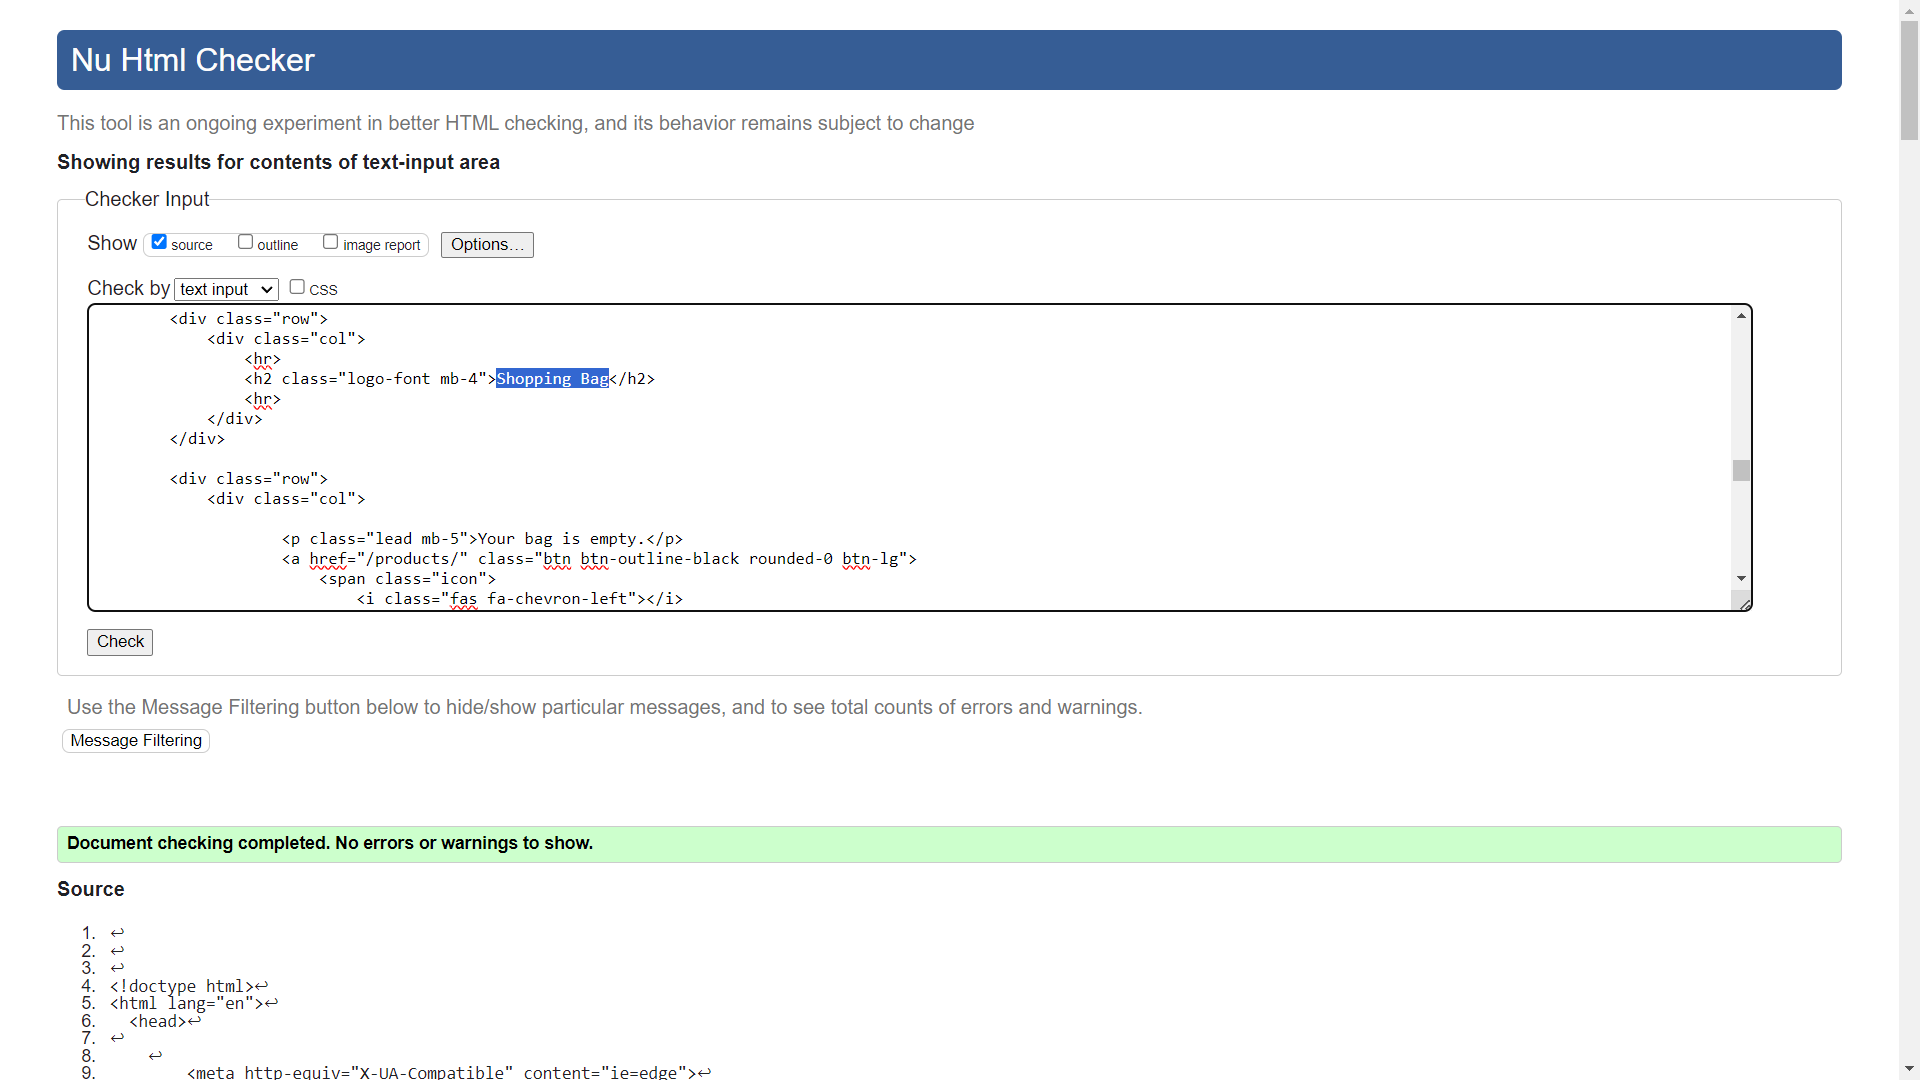 Nu Html Checker
This tool is an ongoing experiment in better HTML checking, and its behavior remains subject to change
Showing results for contents of text-input area
Checker Input
Show source outline image report Options...
Check by text input CSS
<div class="row">
<div class="col">
<hr>
<h2 class="logo-font mb-4">Shopping Bag</h2>
<hr>
</div>
</div>
<div class="row">
<div class="col">
<p class="lead mb-5">Your bag is empty.</p>
<a href="/products/" class="btn btn-outline-black rounded-0 btn-lg">
<span class="icon">
<i class="fas fa-chevron-left"></i>
Check
Use the Message Filtering button below to hide/show particular messages, and to see total counts of errors and warnings.
Message Filtering
Document checking completed. No errors or warnings to show.
Source
1. ↩
2. ↩
3. ↩
4. <!doctype html>↩
5. <html lang="en">↩
6. <head>↩
7. ↩
8. ↩
9. <meta http-equiv="X-UA-Compatible" content="ie=edge">↩